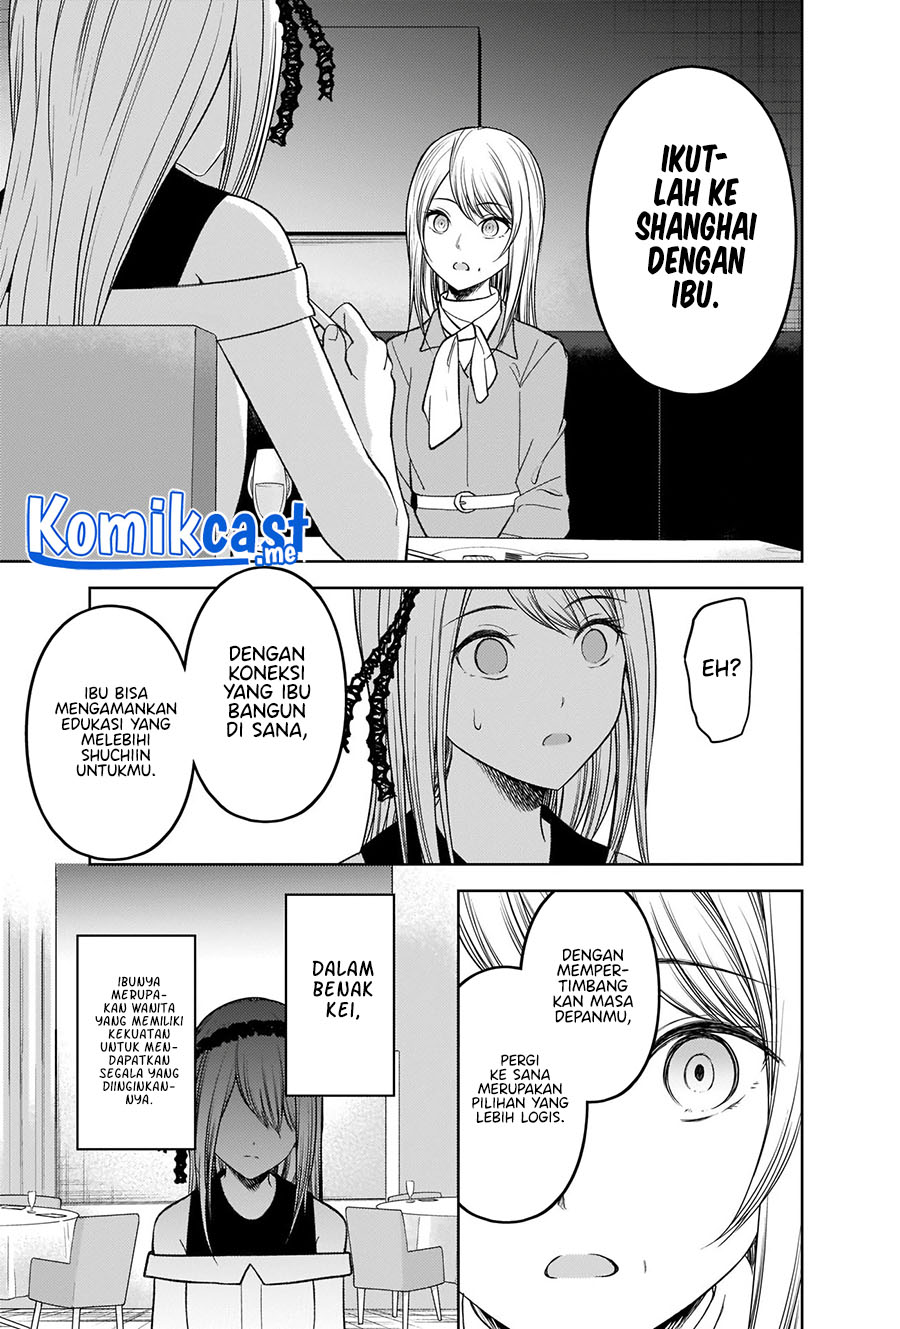 IKUT-
LAH KE
SHANGHAI
DENGAN
IBU.
EH?
DENGAN
KONEKSI
YANG IBU
BANGUN
DI SANA,
IBU BISA
MENGAMANKAN
EDUKASI YANG
MELEBIHI
SHUCHIIN
UNTUKMU.
Komikcast
.me
DENGAN
MEMPER-
TIMBANG
KAN MASA
DEPANMU,
PERGI
KE SANA
MERUPAKAN
PILIHAN YANG
LEBIH LOGIS.
DALAM
BENAK
KEI,
IBUNYA
MERUPA-
KAN WANITA
YANG MEMILIKI
KEKUATAN
UNTUK MEN-
DAPATKAN
SEGALA YANG
DIINGINKAN-
NYA.